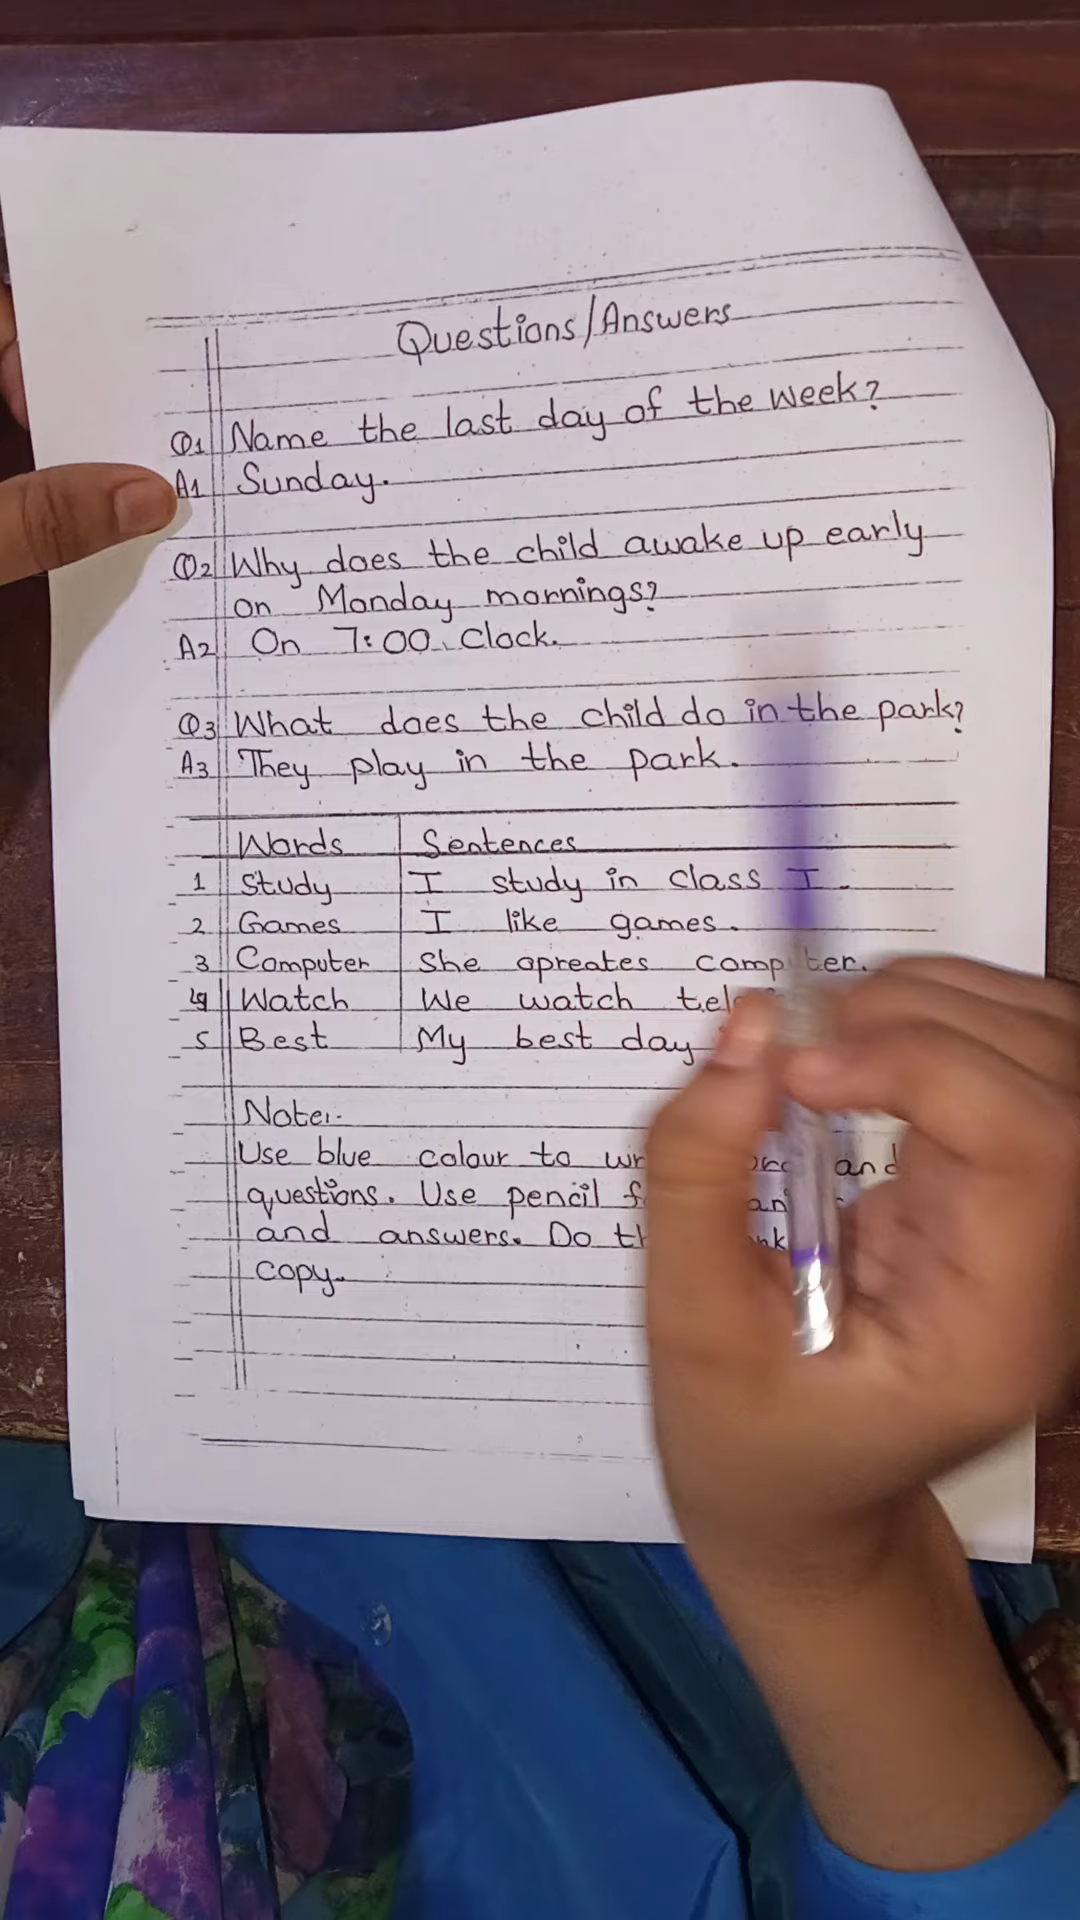 Questions/Answers
Q1 Name the last day of the week?
A1 Sunday.
Q2 Why does the child awake up early
on Monday mornings?
A2 On 7:00 Clock.
Q3 What does the child do in the park?
A3 They play in the park.
Words Sentences
1 Study I study in class I.
2 Games I like games.
3 Computer She opreates computer.
4 Watch We watch
5 Best My best day
Note:-
Use blue colour to and
questions. Use pencil
and answers. Do
copy.